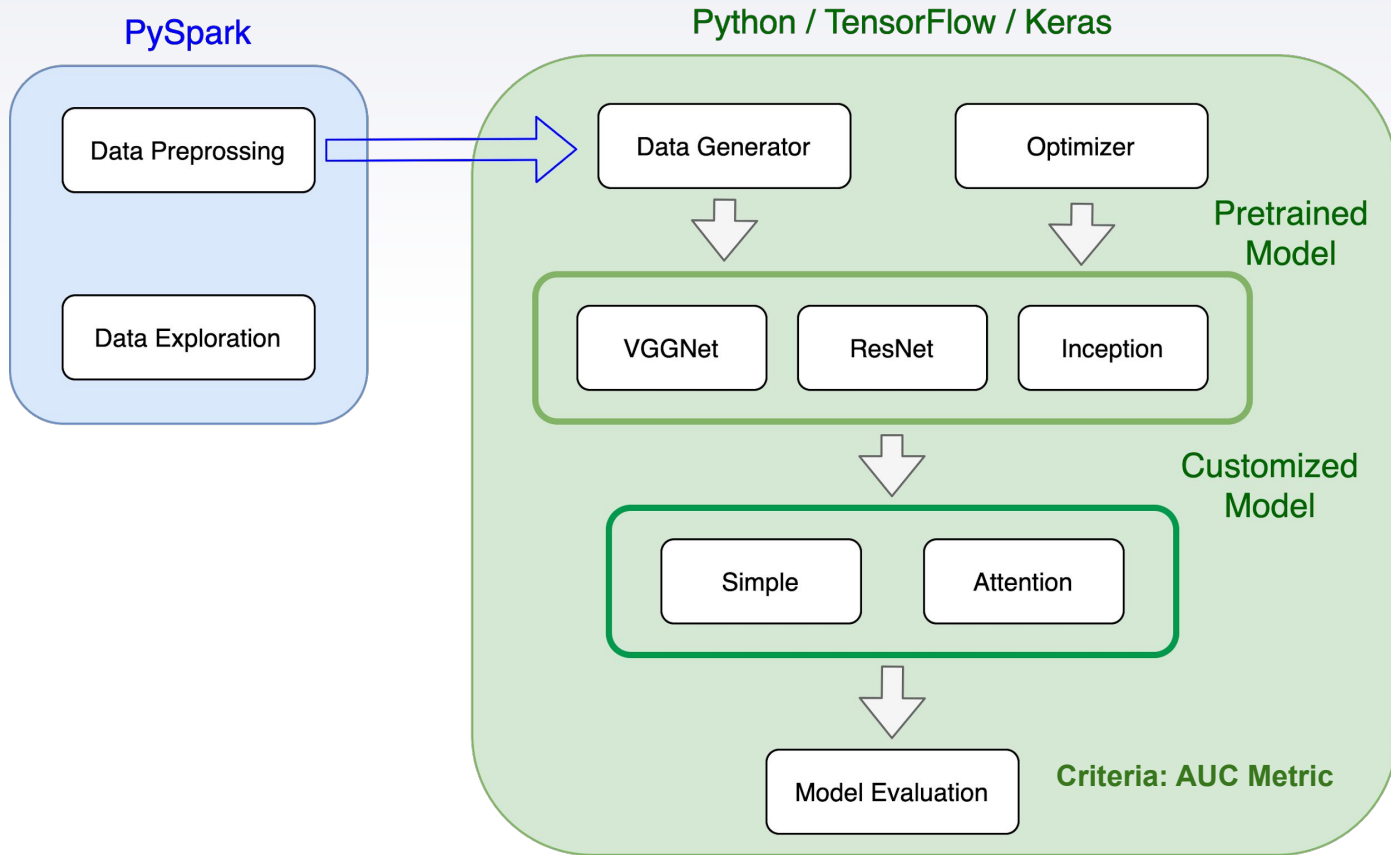 PySpark
Python / TensorFlow / Keras
Data Preprossing
Data Generator
Optimizer
Pretrained
Model
Data Exploration
VGGNet
ResNet
Inception
Customized
Model
Simple
Attention
Model Evaluation
Criteria: AUC Metric